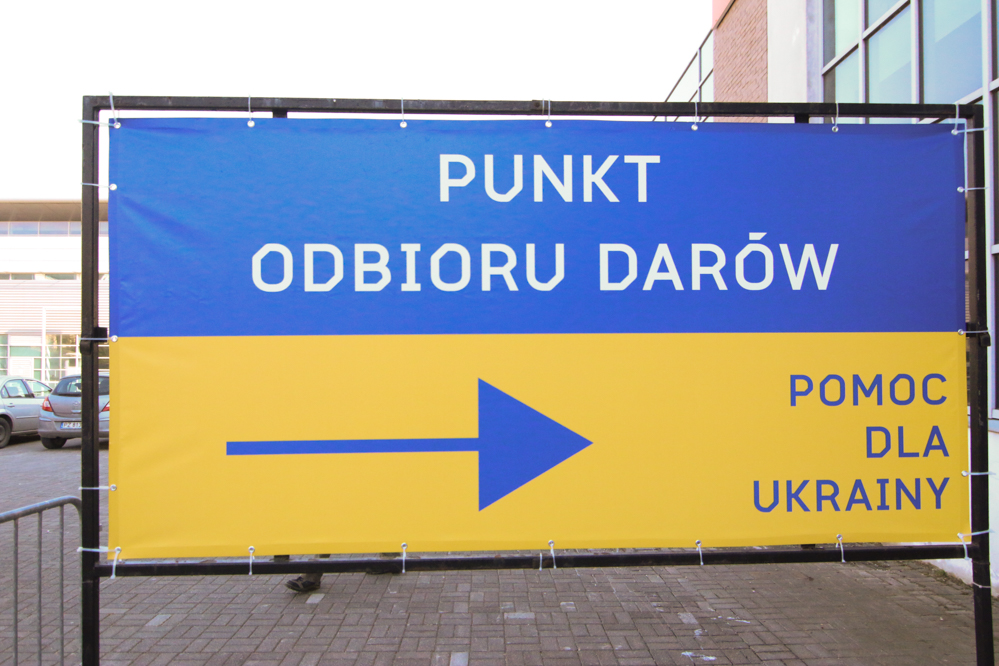 PUNKT
ODBIORU DARÓW
POMOC
DLA
UKRAINY